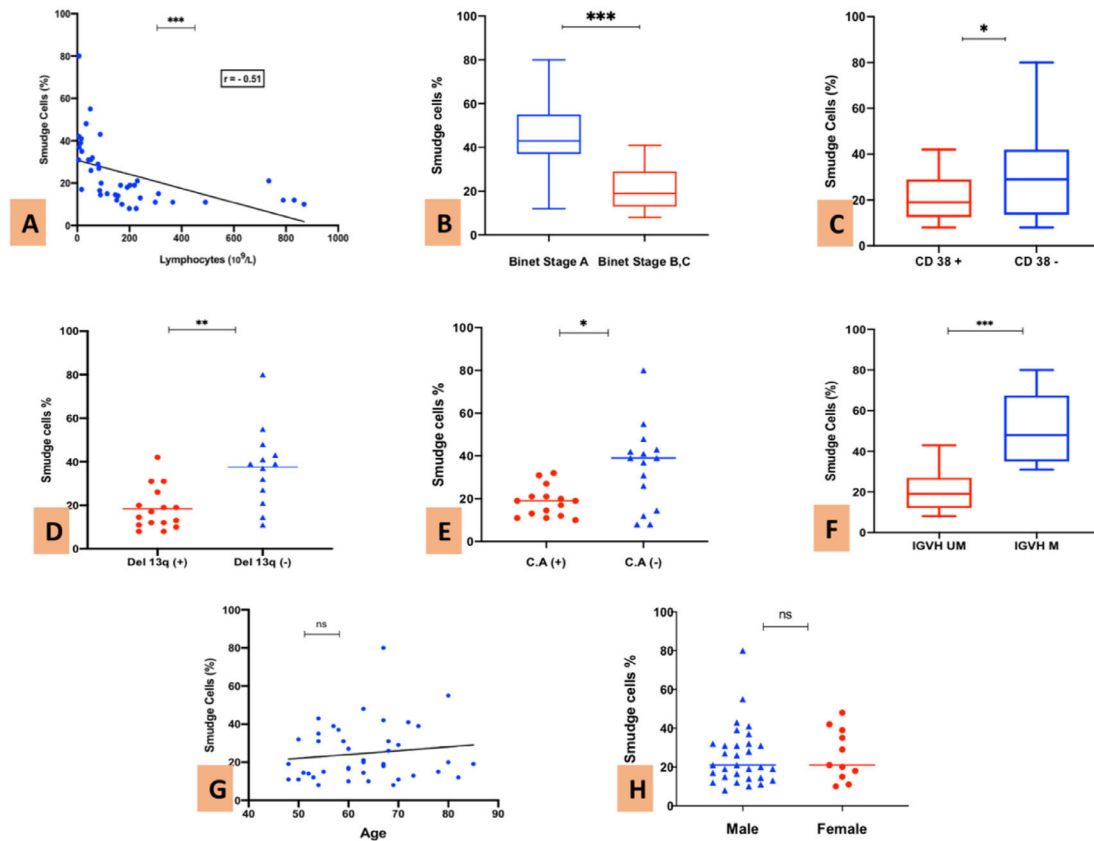 ***
r = - 0.51
Smudge Cells (%)
100
80
60
40
20
0
0 200 400 600 800 1000
Lymphocytes (10⁹/L)
A
***
Smudge cells %
100
80
60
40
20
0
Binet Stage A Binet Stage B,C
B
*
Smudge Cells (%)
100
80
60
40
20
0
CD 38 + CD 38 -
C
**
Smudge cells %
100
80
60
40
20
0
Del 13q (+) Del 13q (-)
D
*
Smudge cells %
100
80
60
40
20
0
C.A (+) C.A (-)
E
***
Smudge Cells (%)
100
80
60
40
20
0
IGVH UM IGVH M
F
ns
Smudge Cells (%)
100
80
60
40
20
0
40 50 60 70 80 90
Age
G
ns
Smudge cells %
100
80
60
40
20
0
Male Female
H